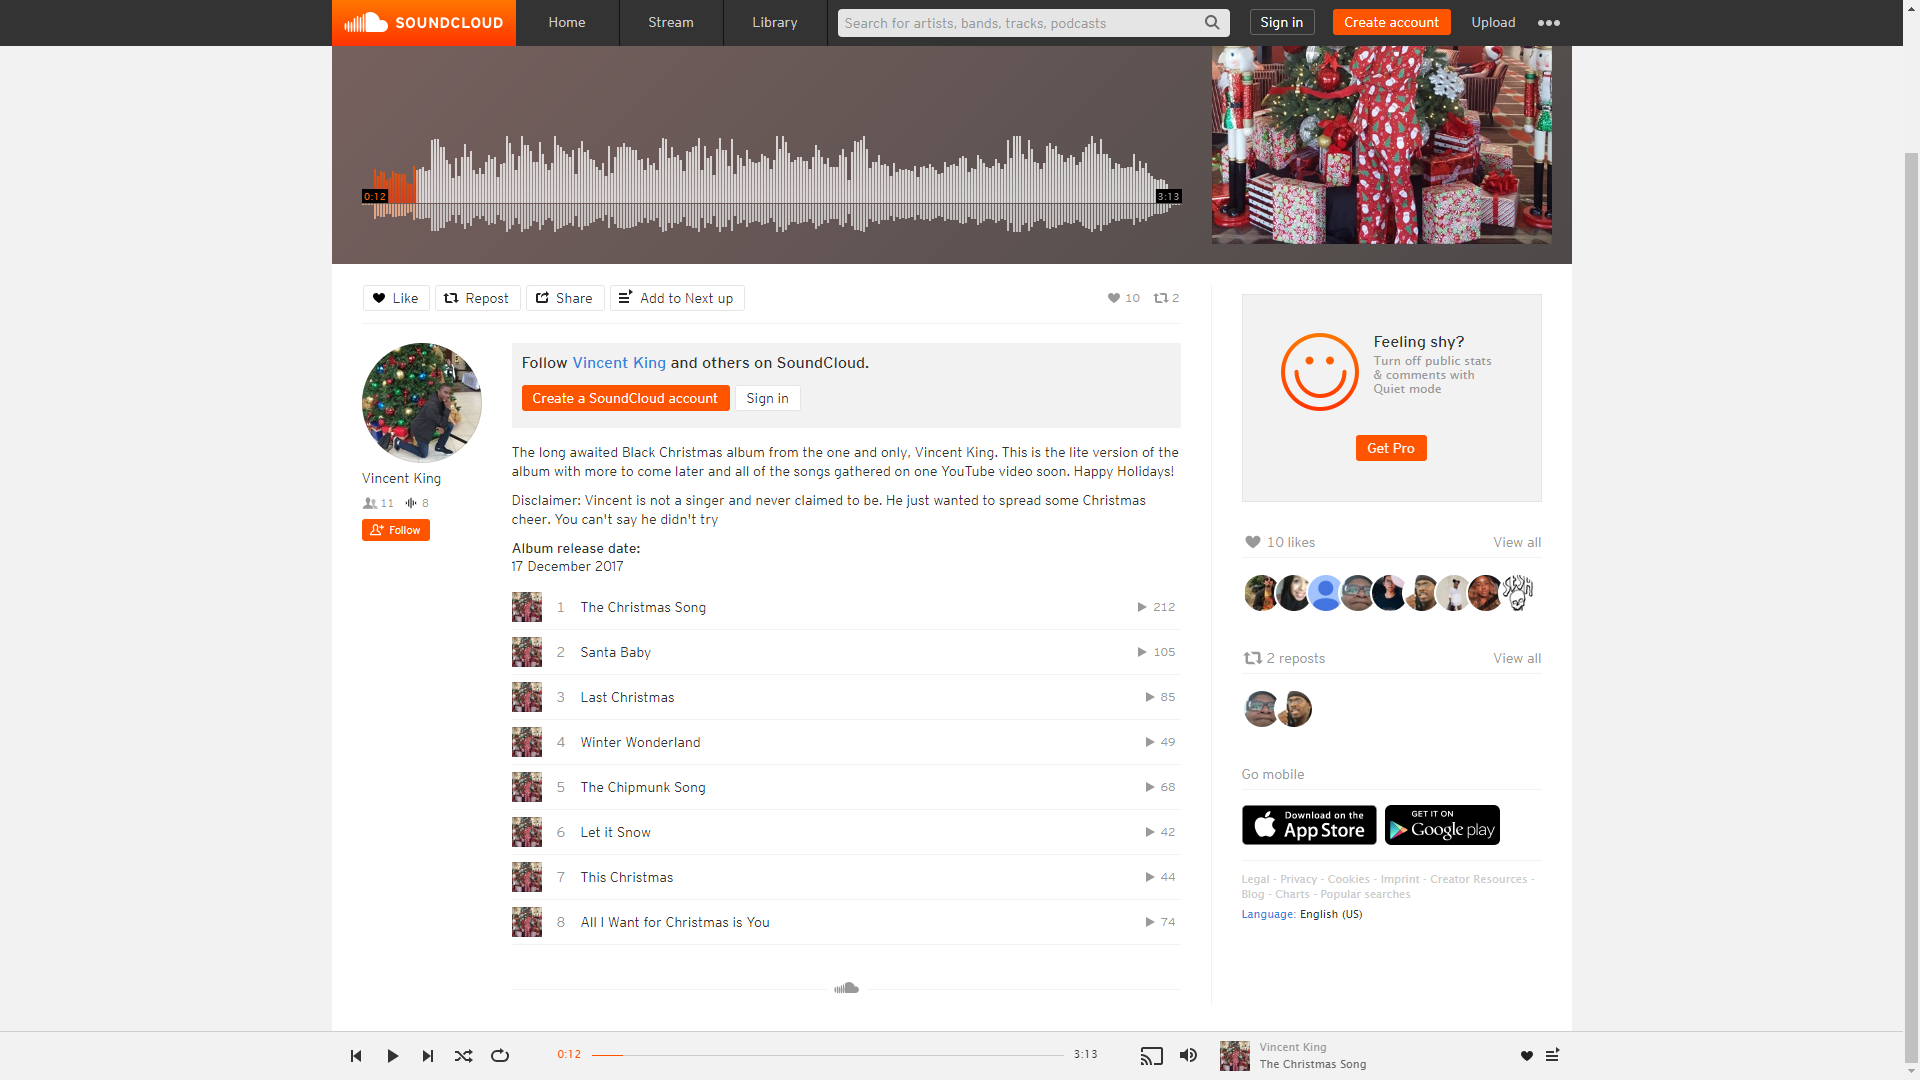 SOUNDCLOUD
Home
Stream
Library
Search for artists, bands, tracks, podcasts
Sign in
Create account
Upload
0:12
3:13
Like
Repost
Share
Add to Next up
10
2
Follow Vincent King and others on SoundCloud.
Create a SoundCloud account
Sign in
Vincent King
11
8
Follow
The long awaited Black Christmas album from the one and only, Vincent King. This is the lite version of the
album with more to come later and all of the songs gathered on one YouTube video soon. Happy Holidays!
Disclaimer: Vincent is not a singer and never claimed to be. He just wanted to spread some Christmas
cheer. You can't say he didn't try
Album release date:
17 December 2017
1 The Christmas Song 212
2 Santa Baby 105
3 Last Christmas 85
4 Winter Wonderland 49
5 The Chipmunk Song 68
6 Let it Snow 42
7 This Christmas 44
8 All I Want for Christmas is You 74
Feeling shy?
Turn off public stats
& comments with
Quiet mode
Get Pro
10 likes
View all
2 reposts
View all
Go mobile
Download on the
App Store
GET IT ON
Google play
Legal - Privacy - Cookies - Imprint - Creator Resources -
Blog - Charts - Popular searches
Language: English (US)
0:12
3:13
Vincent King
The Christmas Song